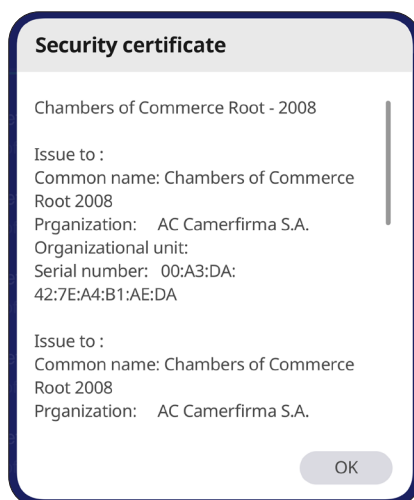 Security certificate
Chambers of Commerce Root - 2008
Issue to :
Common name: Chambers of Commerce
Root 2008
Prganization: AC Camerfirma S.A.
Organizational unit:
Serial number: 00:A3:DA:
42:7E:A4:B1:AE:DA
Issue to :
Common name: Chambers of Commerce
Root 2008
Prganization: AC Camerfirma S.A.
OK